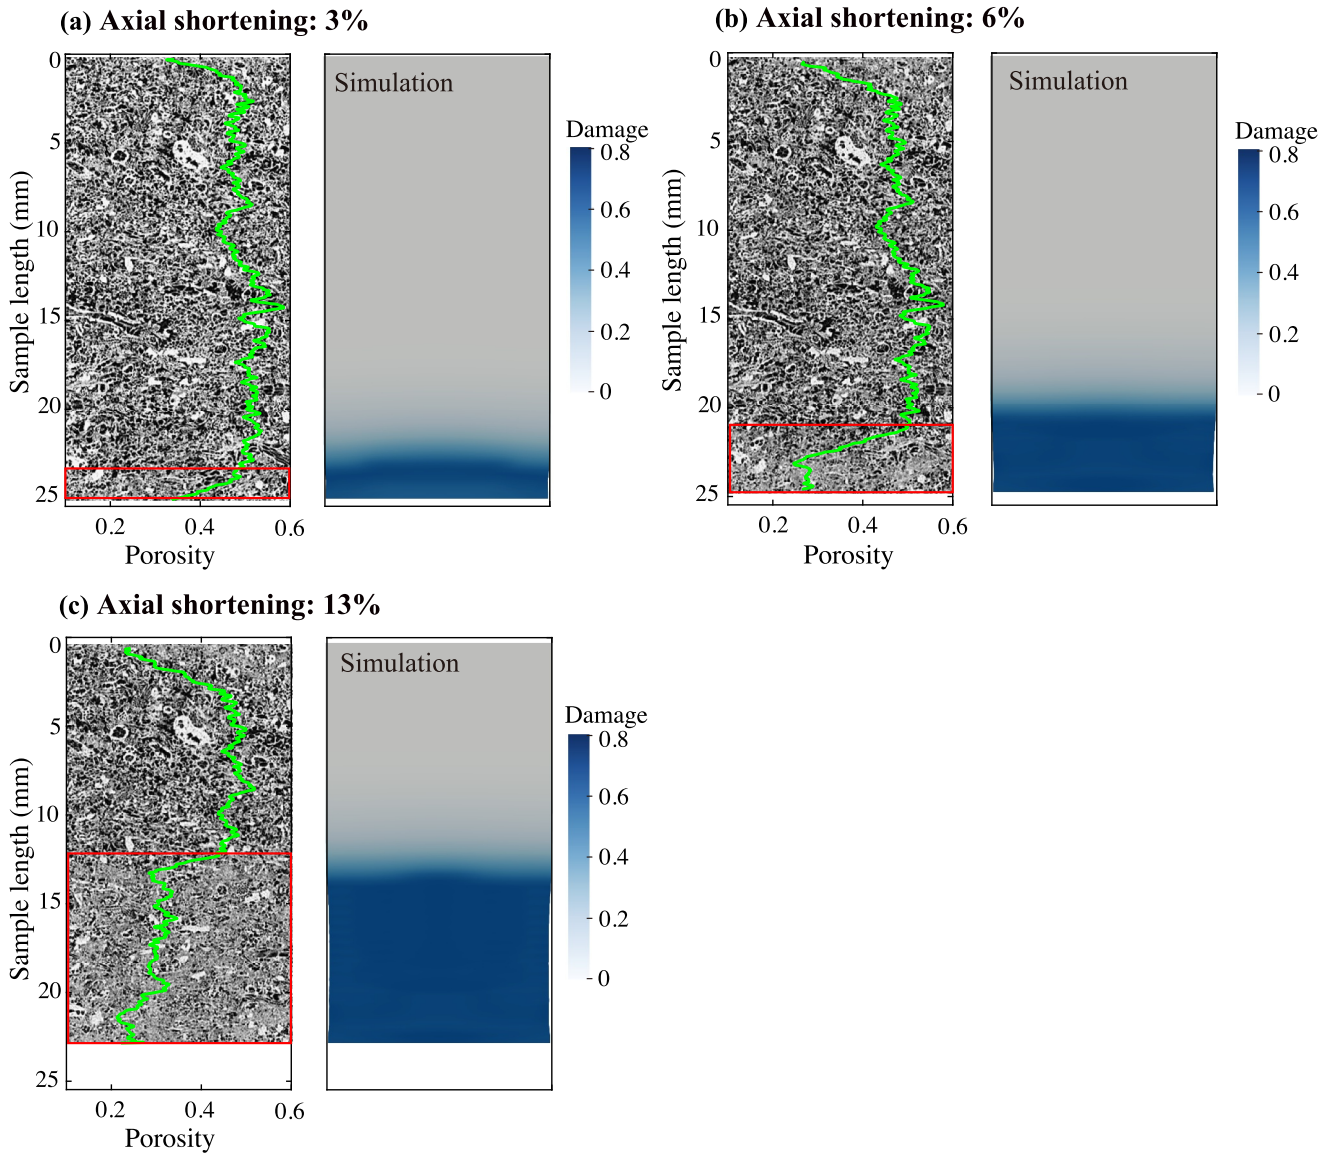 (a) Axial shortening: 3%
Simulation
Damage
0.8
0.6
0.4
0.2
0
Sample length (mm)
0
5
10
15
20
25
0.2 0.4 0.6
Porosity
(b) Axial shortening: 6%
Simulation
Damage
0.8
0.6
0.4
0.2
0
Sample length (mm)
0
5
10
15
20
25
0.2 0.4 0.6
Porosity
(c) Axial shortening: 13%
Simulation
Damage
0.8
0.6
0.4
0.2
0
Sample length (mm)
0
5
10
15
20
25
0.2 0.4 0.6
Porosity